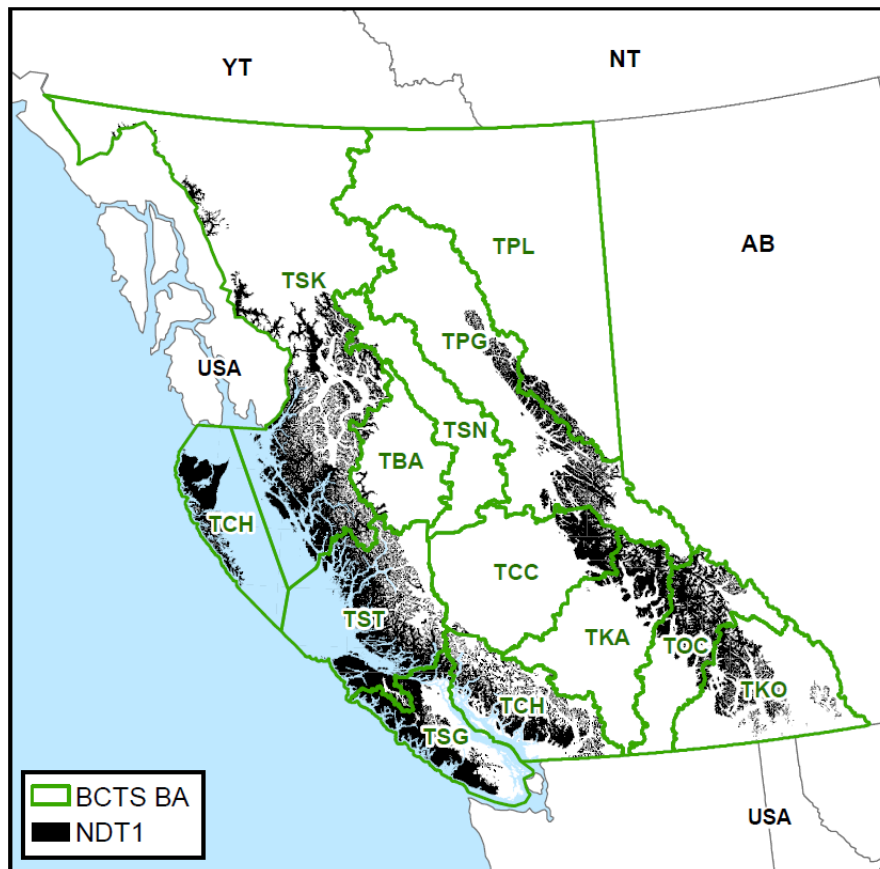 YT
NT
TPL
AB
TSK
TPG
USA
TSN
TBA
TCH
TCC
TST
TKA
TOC
TKO
TCH
TSG
BCTS BA
NDT1
USA